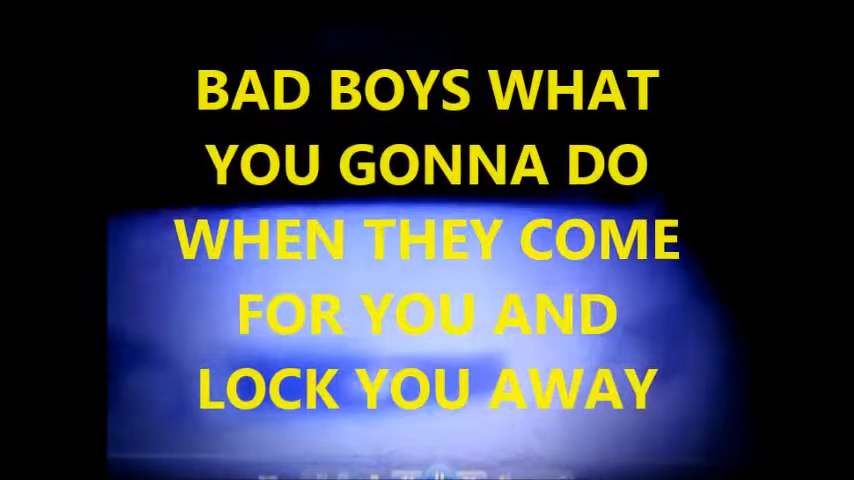 BAD BOYS WHAT
YOU GONNA DO
WHEN THEY COME
FOR YOU AND
LOCK YOU AWAY